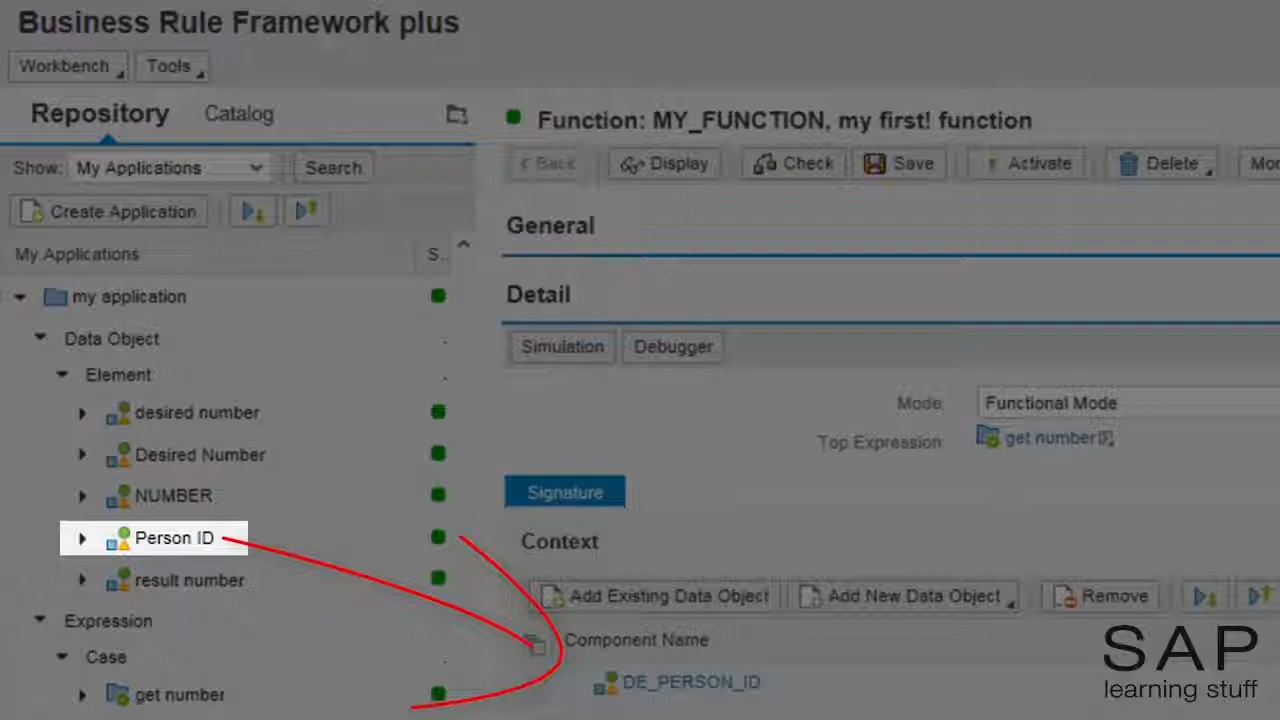 Business Rule Framework plus
Workbench Tools
Repository Catalog
Show: My Applications Search
Create Application
My Applications S..
my application
Data Object
Element
desired number
Desired Number
NUMBER
Person ID
result number
Expression
Case
get number
Function: MY_FUNCTION, my first! function
Back Display Check Save Activate Delete Mor
General
Detail
Simulation Debugger
Mode: Functional Mode
Top Expression: get number
Signature
Context
Add Existing Data Object Add New Data Object Remove
Component Name
DE_PERSON_ID
SAP
learning stuff